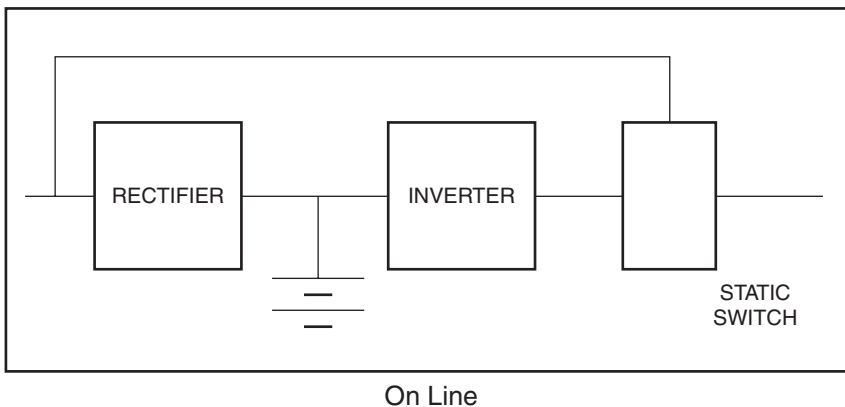 RECTIFIER
INVERTER
STATIC
SWITCH
On Line